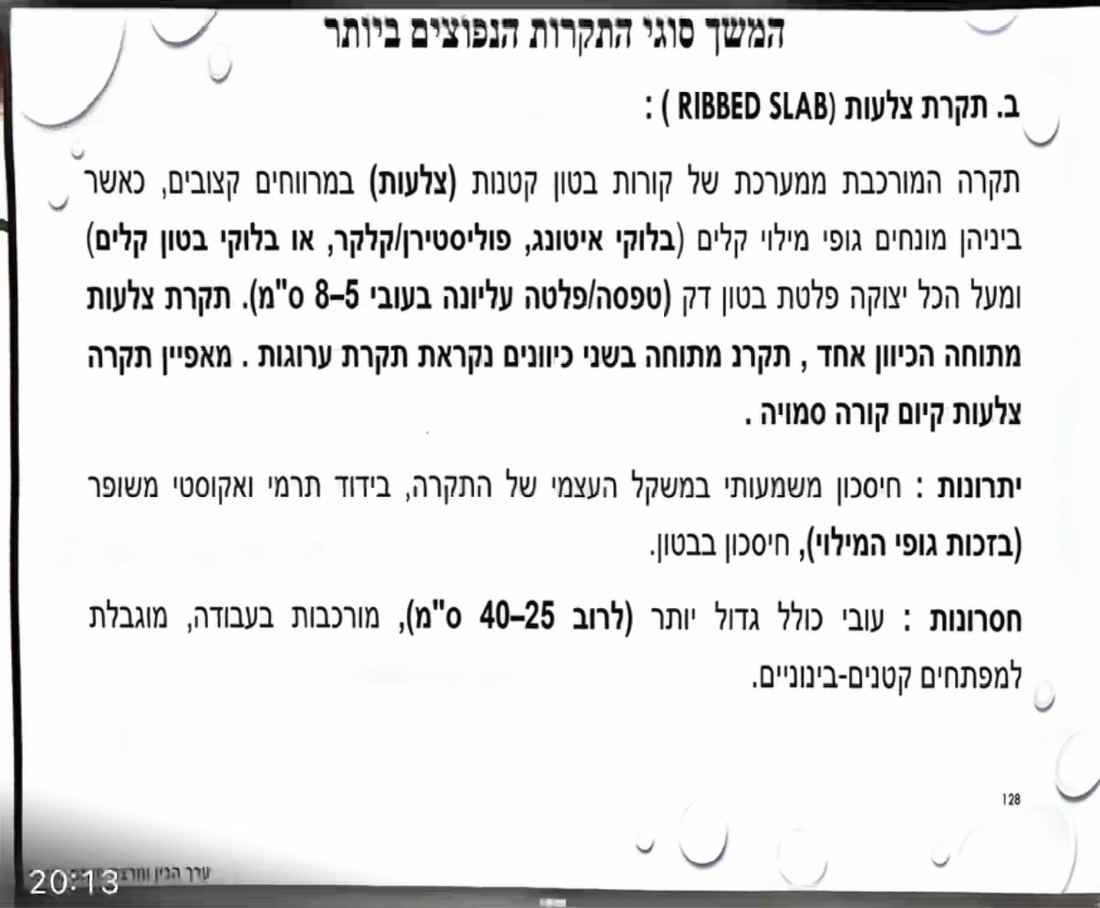 המשך סוגי התקרות הנפוצים ביותר
ב. תקרת צלעות (RIBBED SLAB ) :
תקרה המורכבת ממערכת של קורות בטון קטנות (צלעות) במרווחים קצובים, כאשר
ביניהן מונחים גופי מילוי קלים (בלוקי איטונג, פוליסטירן/קלקר, או בלוקי בטון קלים)
ומעל הכל יצוקה פלטת בטון דק (טפסה/פלטה עליונה בעובי 5–8 ס"מ). תקרת צלעות
מתוחה הכיוון אחד , תקרנ מתוחה בשני כיוונים נקראת תקרת ערוגות . מאפיין תקרה
צלעות קיום קורה סמויה .
יתרונות : חיסכון משמעותי במשקל העצמי של התקרה, בידוד תרמי ואקוסטי משופר
(בזכות גופי המילוי), חיסכון בבטון.
חסרונות : עובי כולל גדול יותר (לרוב 25–40 ס"מ), מורכבות בעבודה, מוגבלת
למפתחים קטנים-בינוניים.
128
ערך הכין
20:13